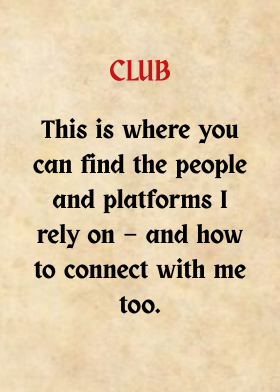 CLUB
This is where you
can find the people
and platforms I
rely on – and how
to connect with me
too.